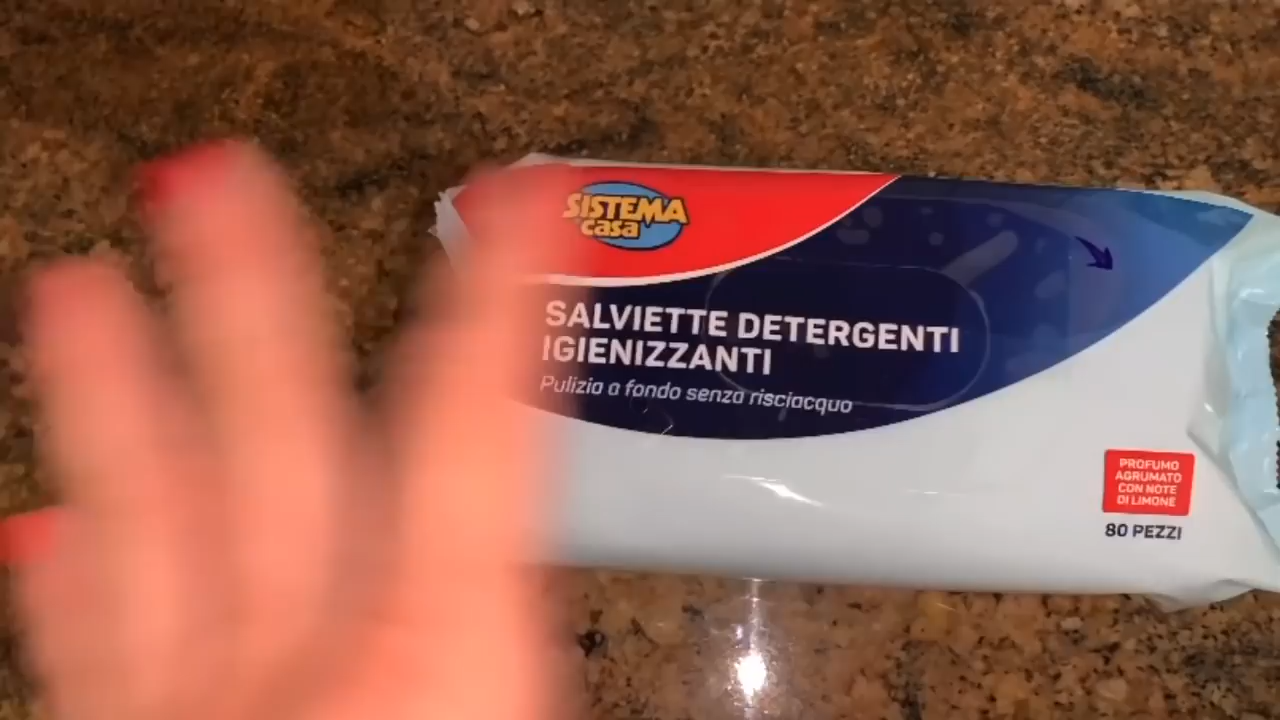 SISTEMA
casa
SALVIETTE DETERGENTI
IGIENIZZANTI
Pulizia a fondo senza risciacquo
PROFUMO
AGRUMATO
CON NOTE
DI LIMONE
80 PEZZI